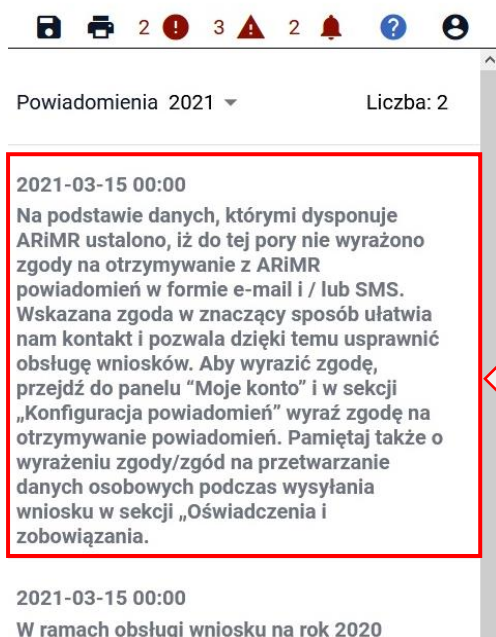 2 3 2 ?
Powiadomienia 2021 Liczba: 2
2021-03-15 00:00
Na podstawie danych, którymi dysponuje
ARiMR ustalono, iż do tej pory nie wyrażono
zgody na otrzymywanie z ARiMR
powiadomień w formie e-mail i / lub SMS.
Wskazana zgoda w znaczący sposób ułatwia
nam kontakt i pozwala dzięki temu usprawnić
obsługę wniosków. Aby wyrazić zgodę,
przejdź do panelu “Moje konto” i w sekcji
„Konfiguracja powiadomień” wyraź zgodę na
otrzymywanie powiadomień. Pamiętaj także o
wyrażeniu zgody/zgód na przetwarzanie
danych osobowych podczas wysyłania
wniosku w sekcji „Oświadczenia i
zobowiązania.
2021-03-15 00:00
W ramach obsługi wniosku na rok 2020